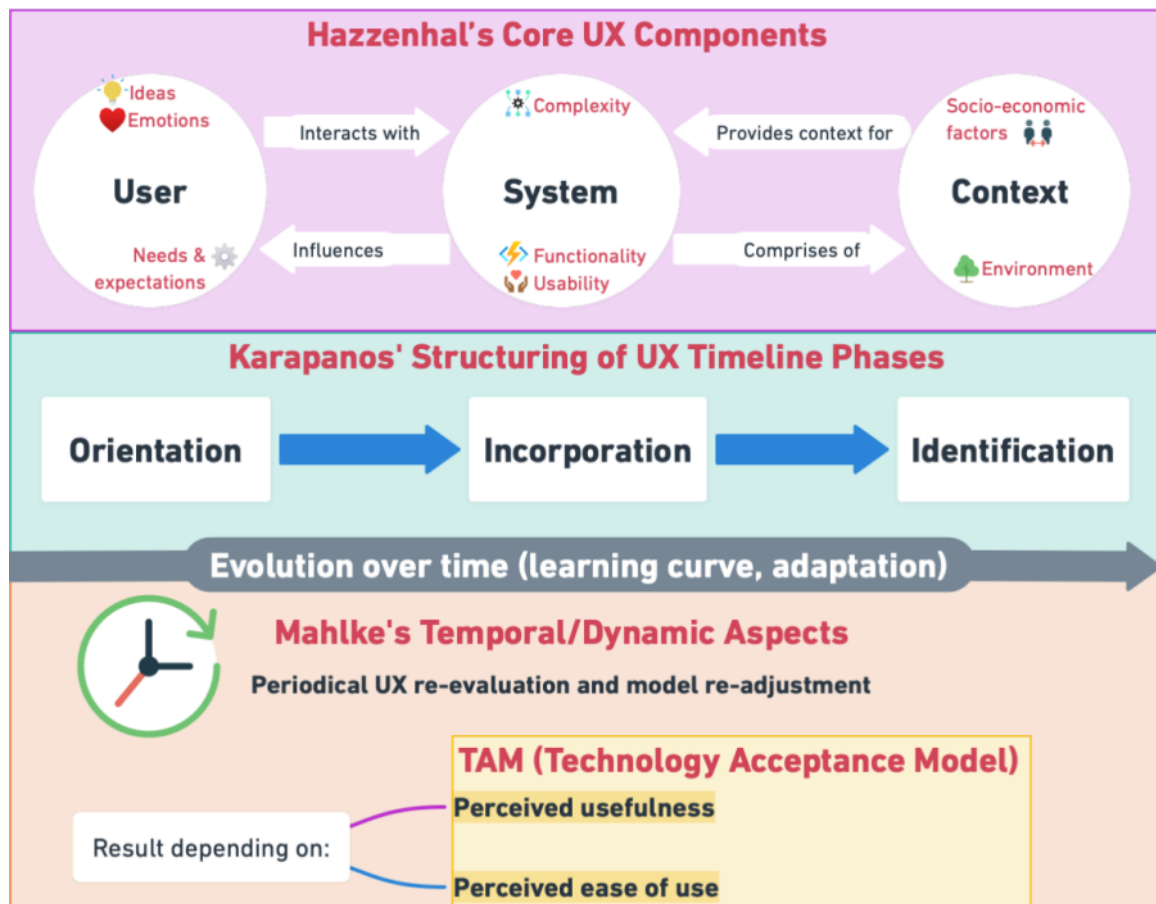 Hazzenhal’s Core UX Components
Ideas
Emotions
User
Needs &
expectations
Interacts with
Influences
Complexity
System
Functionality
Usability
Provides context for
Comprises of
Socio-economic
factors
Context
Environment
Karapanos' Structuring of UX Timeline Phases
Orientation
Incorporation
Identification
Evolution over time (learning curve, adaptation)
Mahlke's Temporal/Dynamic Aspects
Periodical UX re-evaluation and model re-adjustment
TAM (Technology Acceptance Model)
Result depending on:
Perceived usefulness
Perceived ease of use